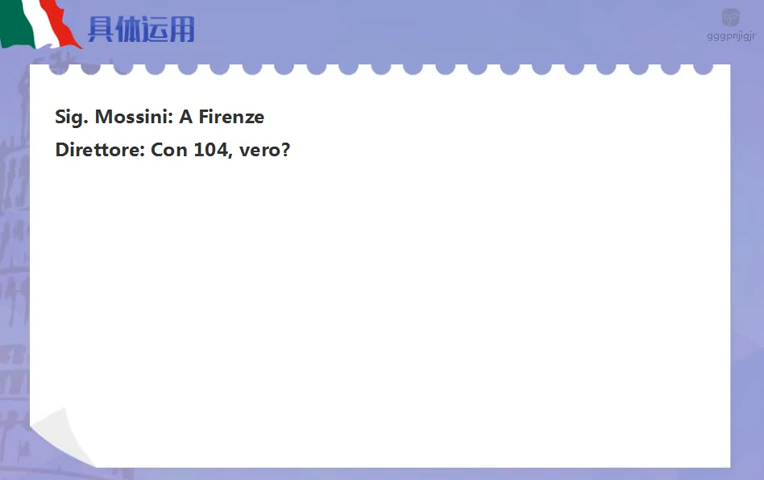 具体运用
gggpnjigjr
Sig. Mossini: A Firenze
Direttore: Con 104, vero?